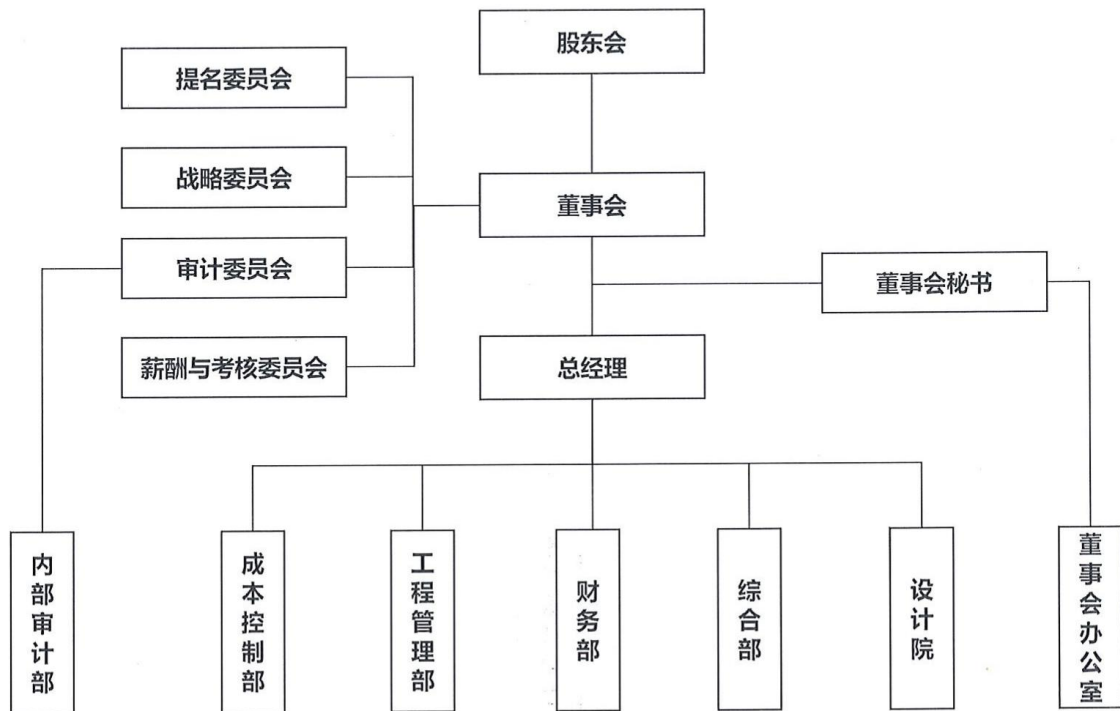 股东会
提名委员会
战略委员会
董事会
审计委员会
董事会秘书
薪酬与考核委员会
总经理
内部审计部
成本控制部
工程管理部
财务部
综合部
设计院
董事会办公室